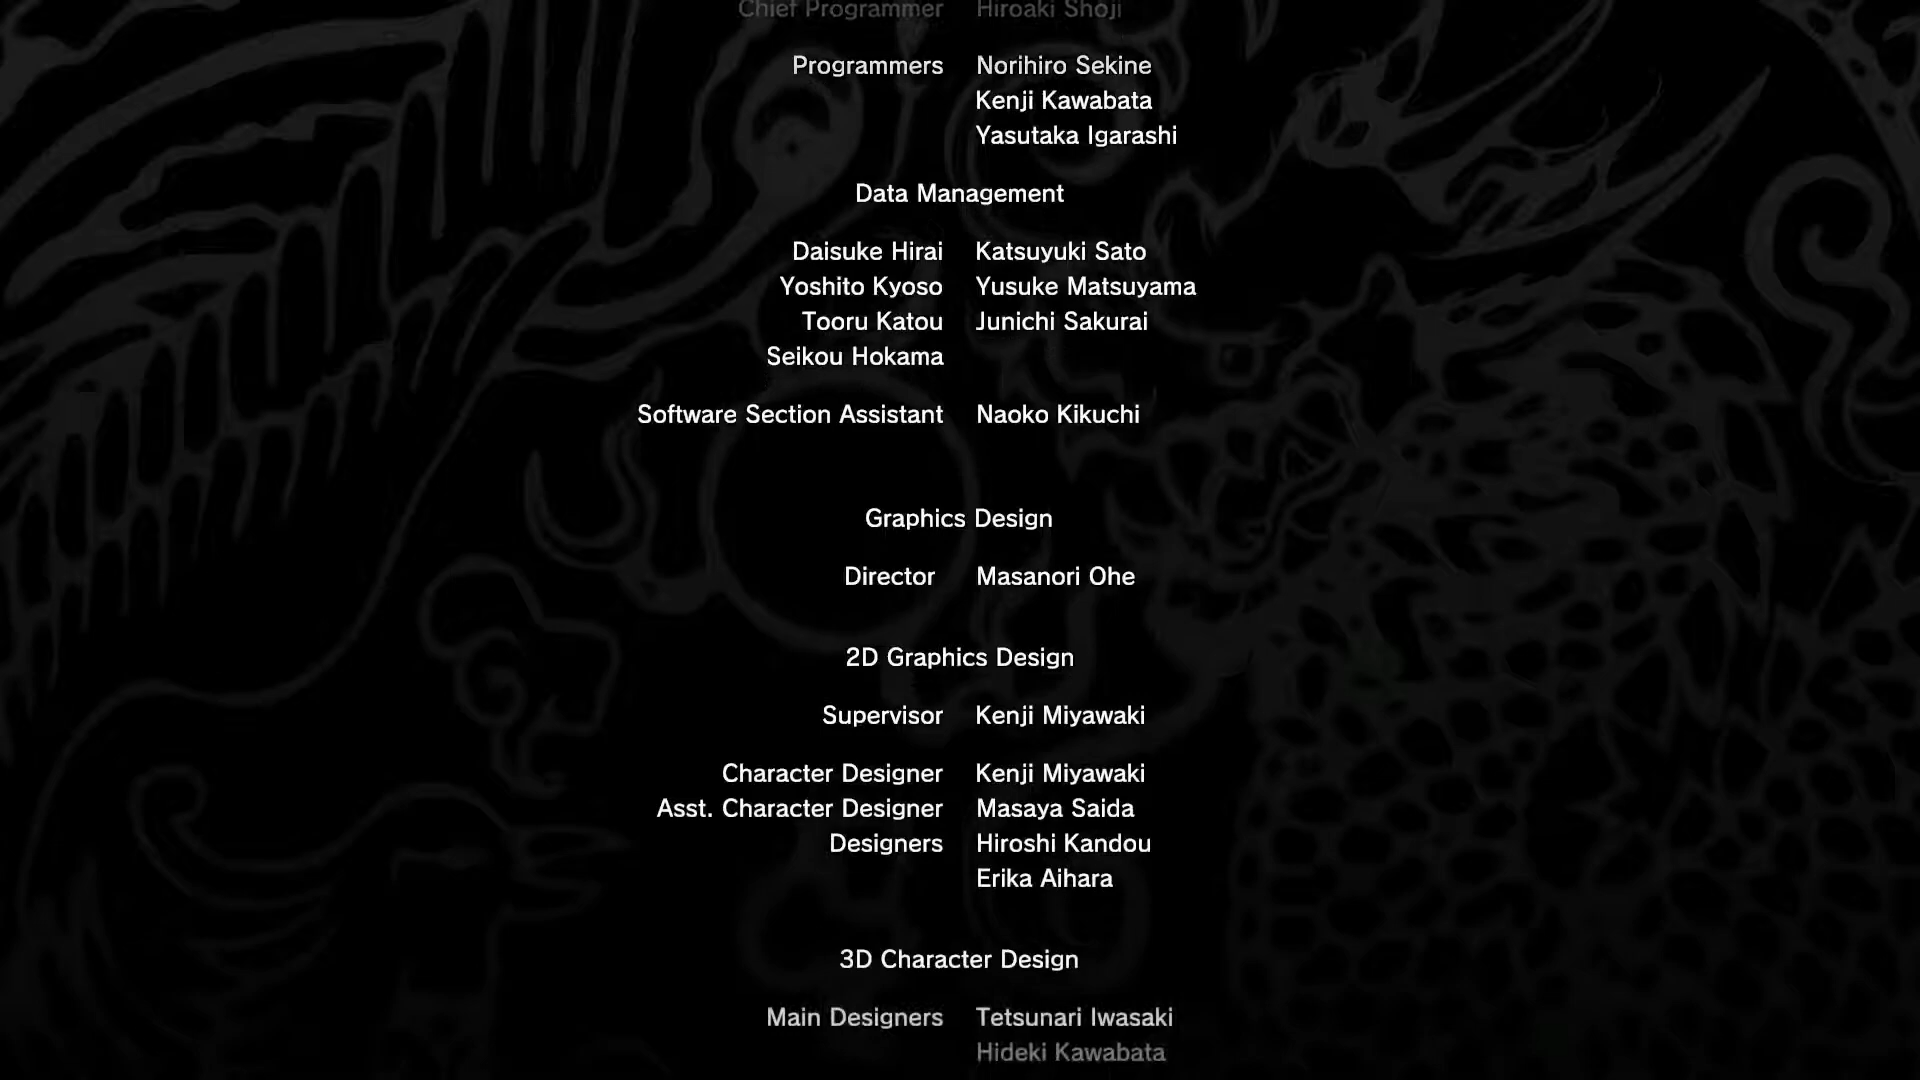 Chief Programmer Hiroaki Shoji
Programmers Norihiro Sekine
Kenji Kawabata
Yasutaka Igarashi
Data Management
Daisuke Hirai Katsuyuki Sato
Yoshito Kyoso Yusuke Matsuyama
Tooru Katou Junichi Sakurai
Seikou Hokama
Software Section Assistant Naoko Kikuchi
Graphics Design
Director Masanori Ohe
2D Graphics Design
Supervisor Kenji Miyawaki
Character Designer Kenji Miyawaki
Asst. Character Designer Masaya Saida
Designers Hiroshi Kandou
Erika Aihara
3D Character Design
Main Designers Tetsunari Iwasaki
Hideki Kawabata